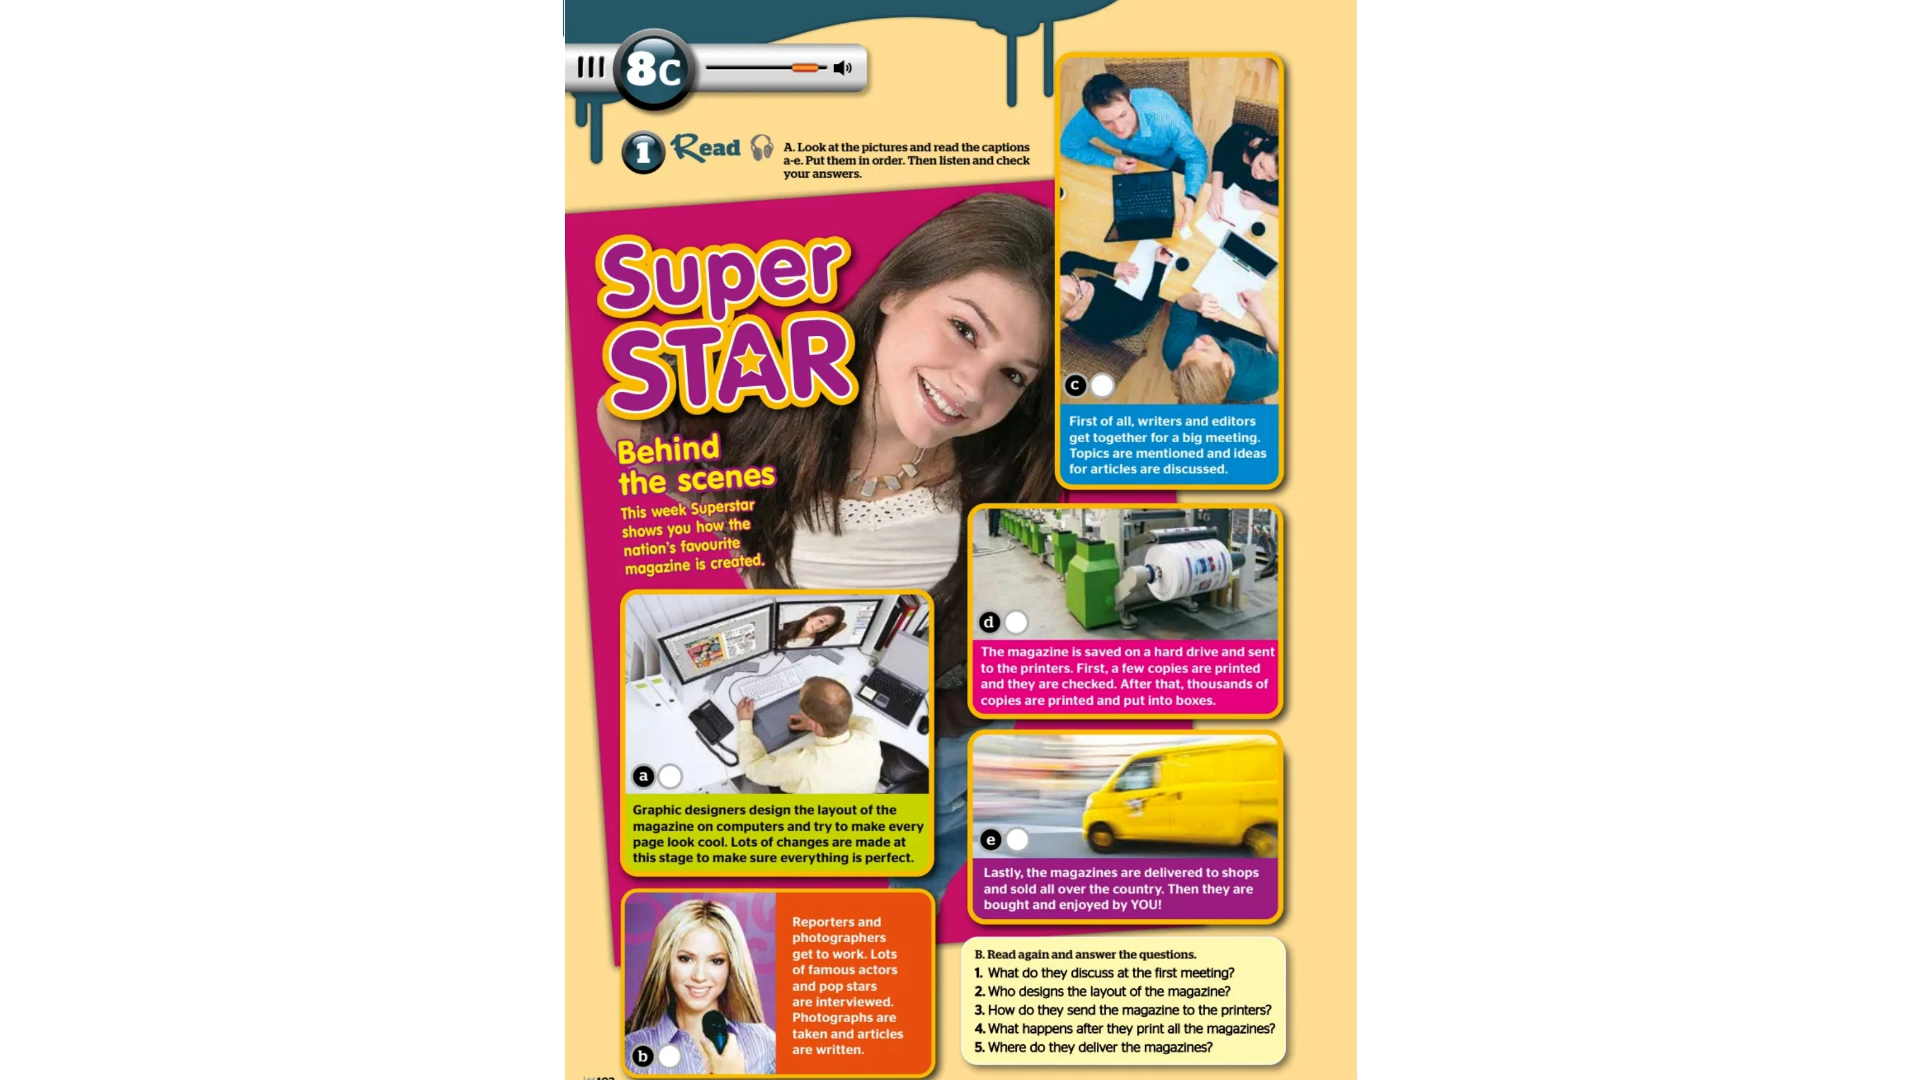 8c
1 Read
A. Look at the pictures and read the captions
a-e. Put them in order. Then listen and check
your answers.
Super
STAR
Behind
the scenes
This week Superstar
shows you how the
nation's favourite
magazine is created.
c
First of all, writers and editors
get together for a big meeting.
Topics are mentioned and ideas
for articles are discussed.
d
The magazine is saved on a hard drive and sent
to the printers. First, a few copies are printed
and they are checked. After that, thousands of
copies are printed and put into boxes.
a
Graphic designers design the layout of the
magazine on computers and try to make every
page look cool. Lots of changes are made at
this stage to make sure everything is perfect.
e
Lastly, the magazines are delivered to shops
and sold all over the country. Then they are
bought and enjoyed by YOU!
b
Reporters and
photographers
get to work. Lots
of famous actors
and pop stars
are interviewed.
Photographs are
taken and articles
are written.
B. Read again and answer the questions.
1. What do they discuss at the first meeting?
2. Who designs the layout of the magazine?
3. How do they send the magazine to the printers?
4. What happens after they print all the magazines?
5. Where do they deliver the magazines?